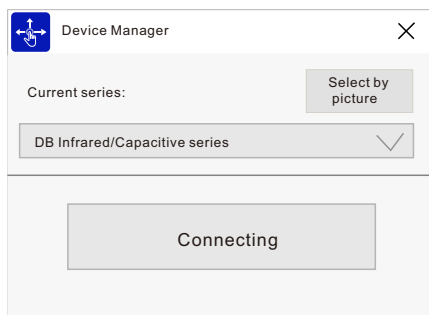 Device Manager
Current series:
Select by
picture
DB Infrared/Capacitive series
Connecting